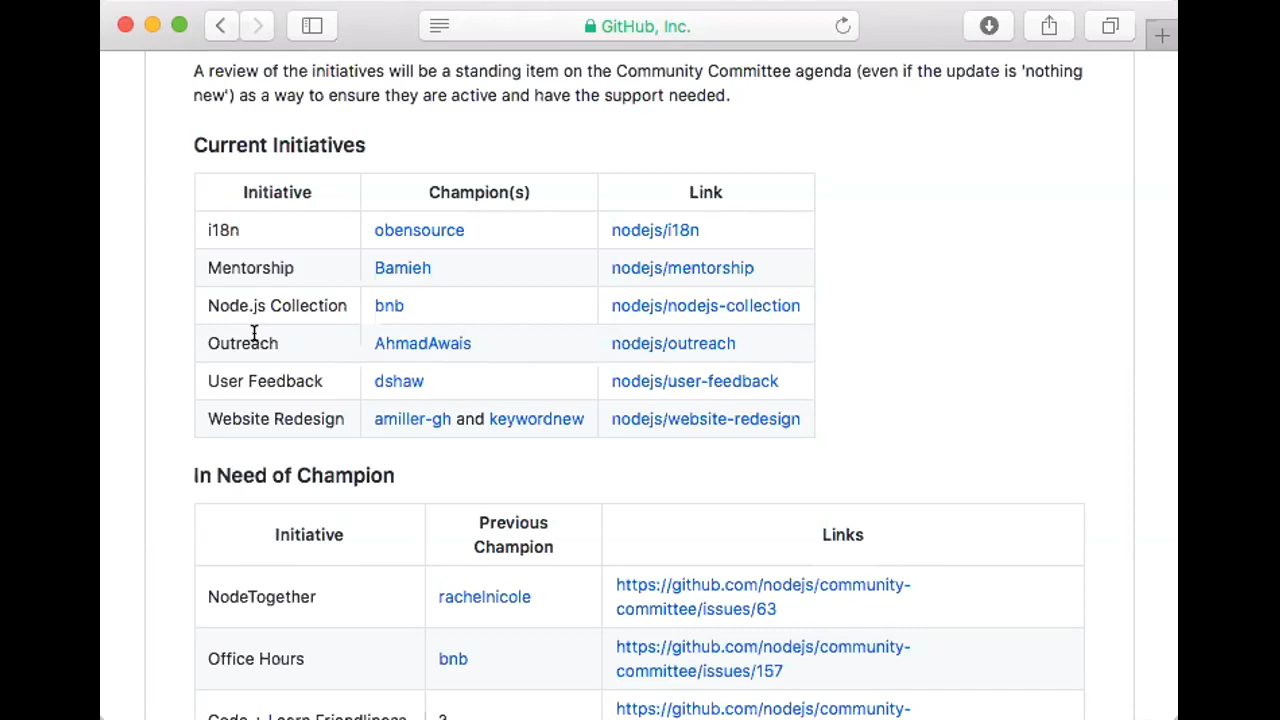 GitHub, Inc.
A review of the initiatives will be a standing item on the Community Committee agenda (even if the update is 'nothing
new') as a way to ensure they are active and have the support needed.
Current Initiatives
Initiative Champion(s) Link
i18n obensource nodejs/i18n
Mentorship Bamieh nodejs/mentorship
Node.js Collection bnb nodejs/nodejs-collection
Outreach AhmadAwais nodejs/outreach
User Feedback dshaw nodejs/user-feedback
Website Redesign amiller-gh and keywordnew nodejs/website-redesign
In Need of Champion
Initiative Previous Champion Links
NodeTogether rachelnicole https://github.com/nodejs/community-
committee/issues/63
Office Hours bnb https://github.com/nodejs/community-
committee/issues/157
Code + Learn Friendliness ? https://github.com/nodejs/community-